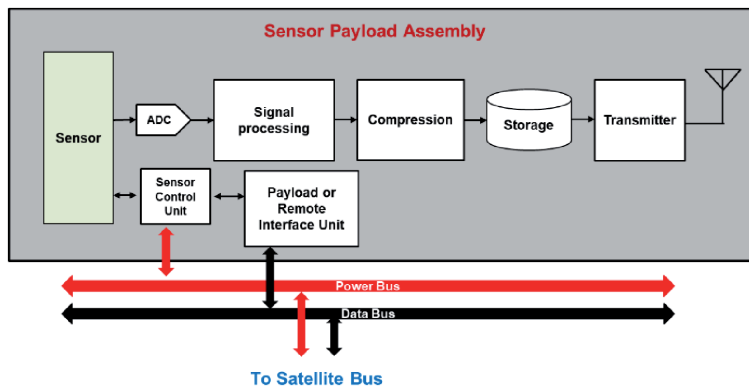 Sensor Payload Assembly
Sensor
ADC
Signal
processing
Compression
Storage
Transmitter
Sensor
Control
Unit
Payload or
Remote
Interface Unit
Power Bus
Data Bus
To Satellite Bus